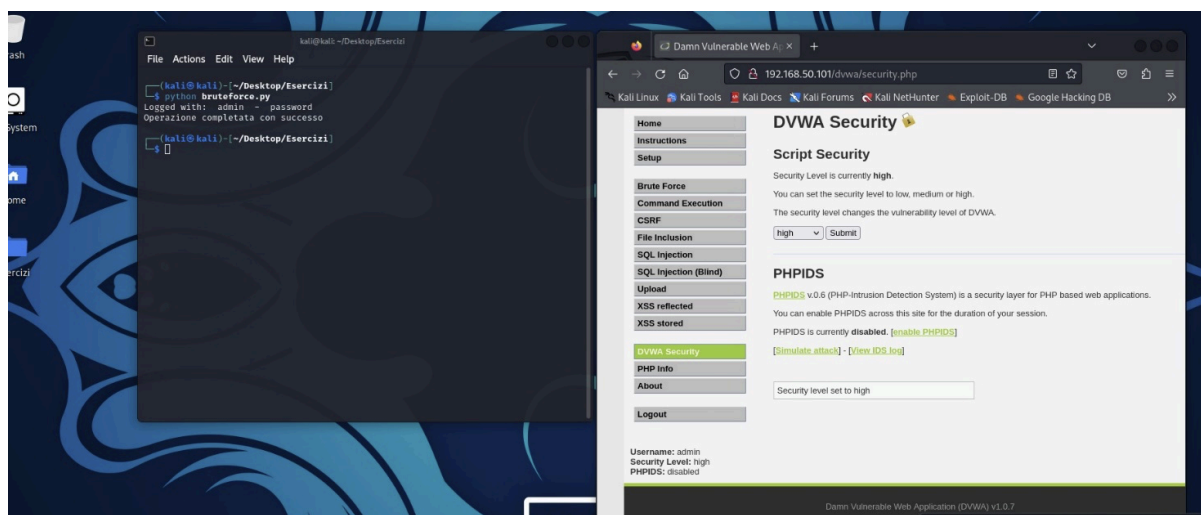 ash
System
ome
ercizi
kali@kali: ~/Desktop/Esercizi
File Actions Edit View Help
(kali㉿kali)-[~/Desktop/Esercizi]
$ python bruteforce.py
Logged with: admin - password
Operazione completata con successo
(kali㉿kali)-[~/Desktop/Esercizi]
$
Damn Vulnerable Web Ap
192.168.50.101/dvwa/security.php
Kali Linux Kali Tools Kali Docs Kali Forums Kali NetHunter Exploit-DB Google Hacking DB
Home
Instructions
Setup
Brute Force
Command Execution
CSRF
File Inclusion
SQL Injection
SQL Injection (Blind)
Upload
XSS reflected
XSS stored
DVWA Security
PHP Info
About
Logout
DVWA Security
Script Security
Security Level is currently high.
You can set the security level to low, medium or high.
The security level changes the vulnerability level of DVWA.
high Submit
PHPIDS
PHPIDS v.0.6 (PHP-Intrusion Detection System) is a security layer for PHP based web applications.
You can enable PHPIDS across this site for the duration of your session.
PHPIDS is currently disabled. [enable PHPIDS]
[Simulate attack] - [View IDS log]
Security level set to high
Username: admin
Security Level: high
PHPIDS: disabled
Damn Vulnerable Web Application (DVWA) v1.0.7